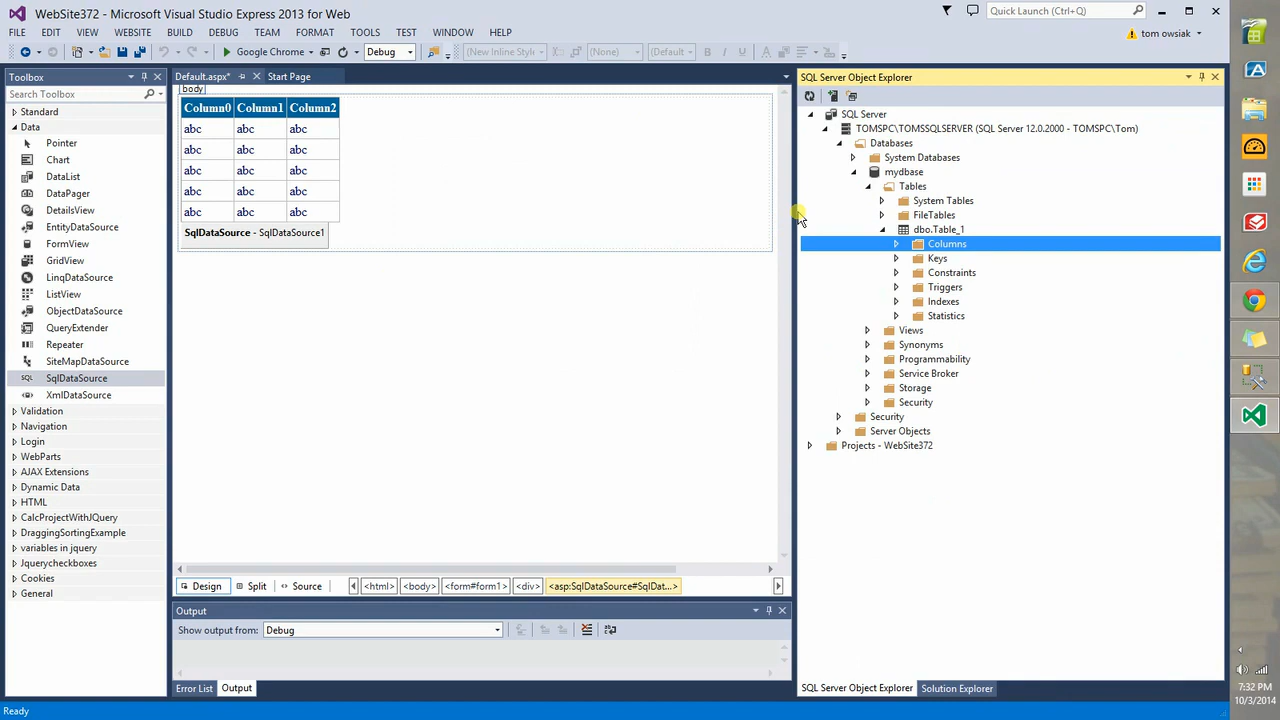 WebSite372 - Microsoft Visual Studio Express 2013 for Web
Quick Launch (Ctrl+Q)
FILE EDIT VIEW WEBSITE BUILD DEBUG TEAM FORMAT TOOLS TEST WINDOW HELP
tom owsiak
Google Chrome Debug (New Inline Style) (None) (Default) B I U A
Toolbox
Search Toolbox
Standard
Data
Pointer
Chart
DataList
DataPager
DetailsView
EntityDataSource
FormView
GridView
LinqDataSource
ListView
ObjectDataSource
QueryExtender
Repeater
SiteMapDataSource
SQL SqlDataSource
XmlDataSource
Validation
Navigation
Login
WebParts
AJAX Extensions
Dynamic Data
HTML
CalcProjectWithJQuery
DraggingSortingExample
variables in jquery
Jquerycheckboxes
Cookies
General
Default.aspx* Start Page
body
Column0 Column1 Column2
abc abc abc
abc abc abc
abc abc abc
abc abc abc
abc abc abc
SqlDataSource - SqlDataSource1
Design Split Source <html> <body> <form#form1> <div> <asp:SqlDataSource#SqlDat...>
Output
Show output from: Debug
Error List Output
SQL Server Object Explorer
SQL Server
TOMSPC\TOMSSQLSERVER (SQL Server 12.0.2000 - TOMSPC\Tom)
Databases
System Databases
mydbase
Tables
System Tables
FileTables
dbo.Table_1
Columns
Keys
Constraints
Triggers
Indexes
Statistics
Views
Synonyms
Programmability
Service Broker
Storage
Security
Security
Server Objects
Projects - WebSite372
SQL Server Object Explorer Solution Explorer
Ready
7:32 PM
10/3/2014